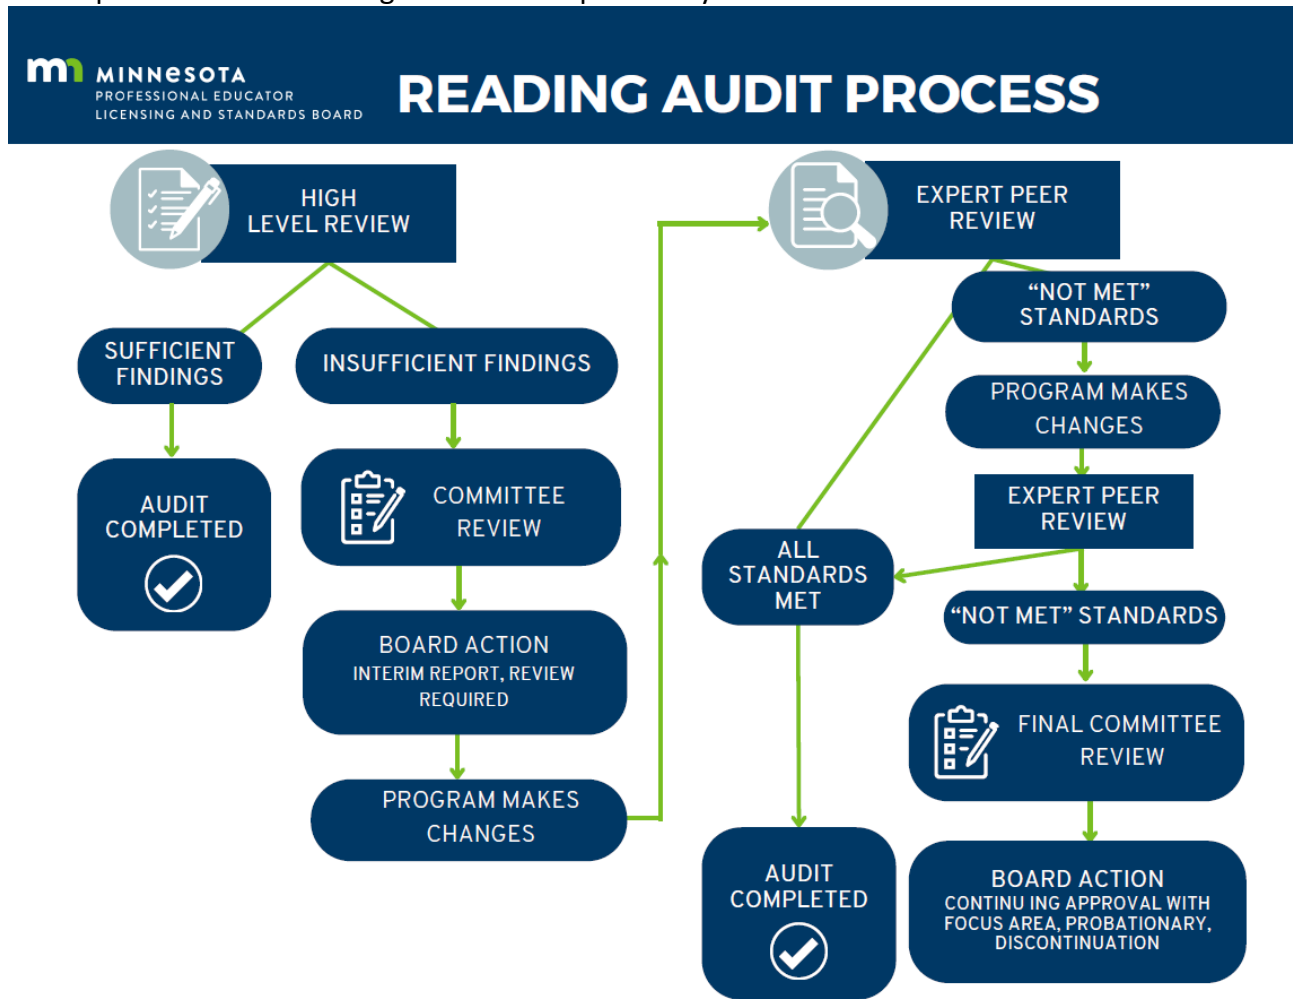 MINNESOTA
PROFESSIONAL EDUCATOR
LICENSING AND STANDARDS BOARD
READING AUDIT PROCESS
HIGH
LEVEL REVIEW
SUFFICIENT
FINDINGS
INSUFFICIENT FINDINGS
AUDIT
COMPLETED
COMMITTEE
REVIEW
BOARD ACTION
INTERIM REPORT, REVIEW
REQUIRED
PROGRAM MAKES
CHANGES
EXPERT PEER
REVIEW
“NOT MET”
STANDARDS
PROGRAM MAKES
CHANGES
EXPERT PEER
REVIEW
ALL
STANDARDS
MET
“NOT MET” STANDARDS
FINAL COMMITTEE
REVIEW
AUDIT
COMPLETED
BOARD ACTION
CONTINU ING APPROVAL WITH
FOCUS AREA, PROBATIONARY,
DISCONTINUATION